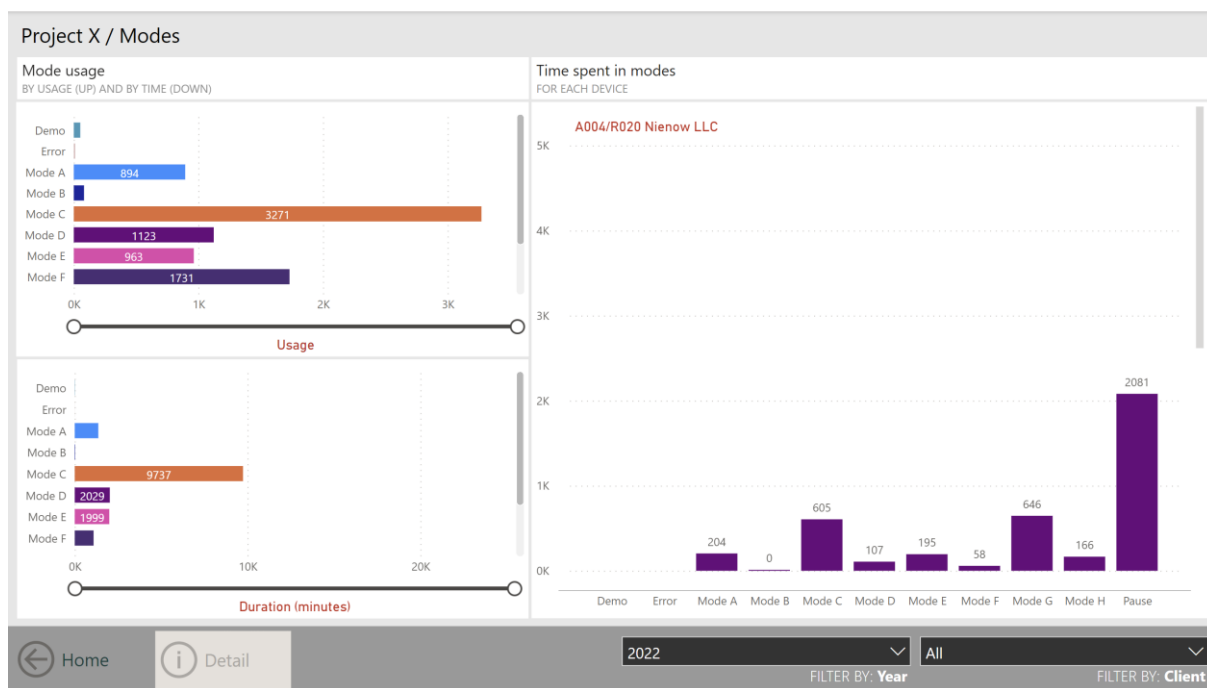 Project X / Modes
Mode usage
BY USAGE (UP) AND BY TIME (DOWN)
Demo
Error
Mode A
894
Mode B
Mode C
3271
Mode D
1123
Mode E
963
Mode F
1731
0K 1K 2K 3K
Usage
Demo
Error
Mode A
Mode B
Mode C
9737
Mode D
2029
Mode E
1999
Mode F
0K 10K 20K
Duration (minutes)
Time spent in modes
FOR EACH DEVICE
A004/R020 Nienow LLC
5K
4K
3K
2K
1K
0K
204
0
605
107
195
58
646
166
2081
Demo Error Mode A Mode B Mode C Mode D Mode E Mode F Mode G Mode H Pause
Home
i Detail
2022
FILTER BY: Year
All
FILTER BY: Client